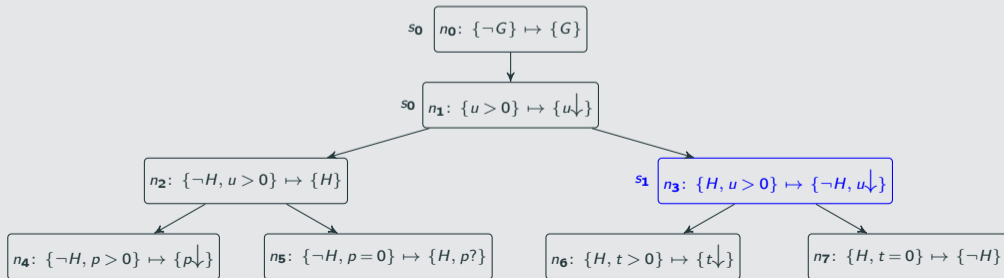 s0 n0: {¬G} ↦ {G}
s0 n1: {u > 0} ↦ {u↓}
n2: {¬H, u > 0} ↦ {H}
s1 n3: {H, u > 0} ↦ {¬H, u↓}
n4: {¬H, p > 0} ↦ {p↓}
n5: {¬H, p = 0} ↦ {H, p?}
n6: {H, t > 0} ↦ {t↓}
n7: {H, t = 0} ↦ {¬H}